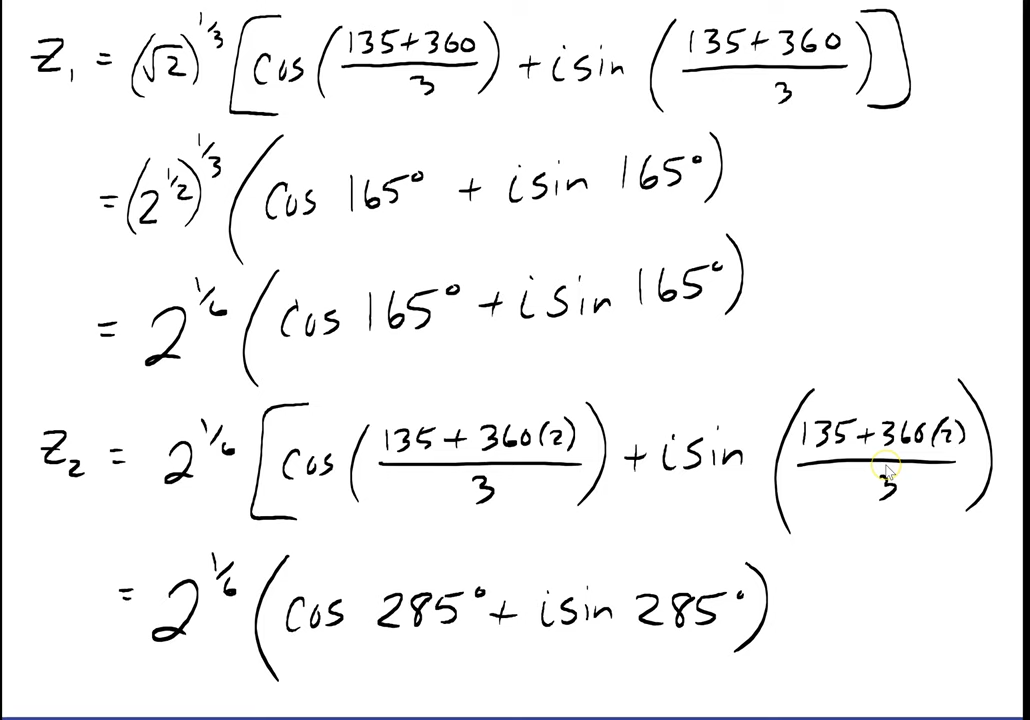 Z₁ = (√2)^1/3 [cos(135+360/3) + i sin(135+360/3)]
= (2^1/2)^1/3 (cos 165° + i sin 165°)
= 2^1/6 (cos 165° + i sin 165°)
Z₂ = 2^1/6 [cos(135+360(2)/3) + i sin(135+360(2)/3)
= 2^1/6 (cos 285° + i sin 285°)